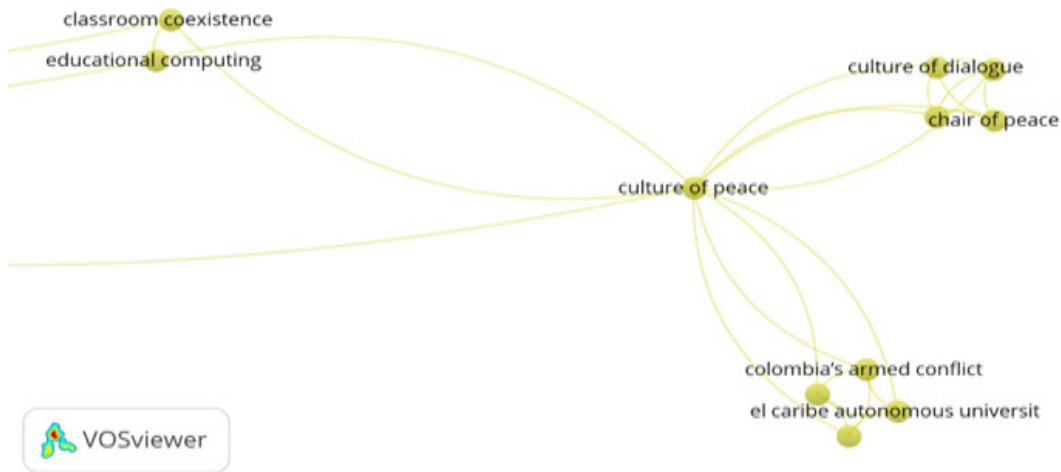 classroom coexistence
educational computing
culture of dialogue
chair of peace
culture of peace
colombia's armed conflict
el caribe autonomous universit
VOSviewer